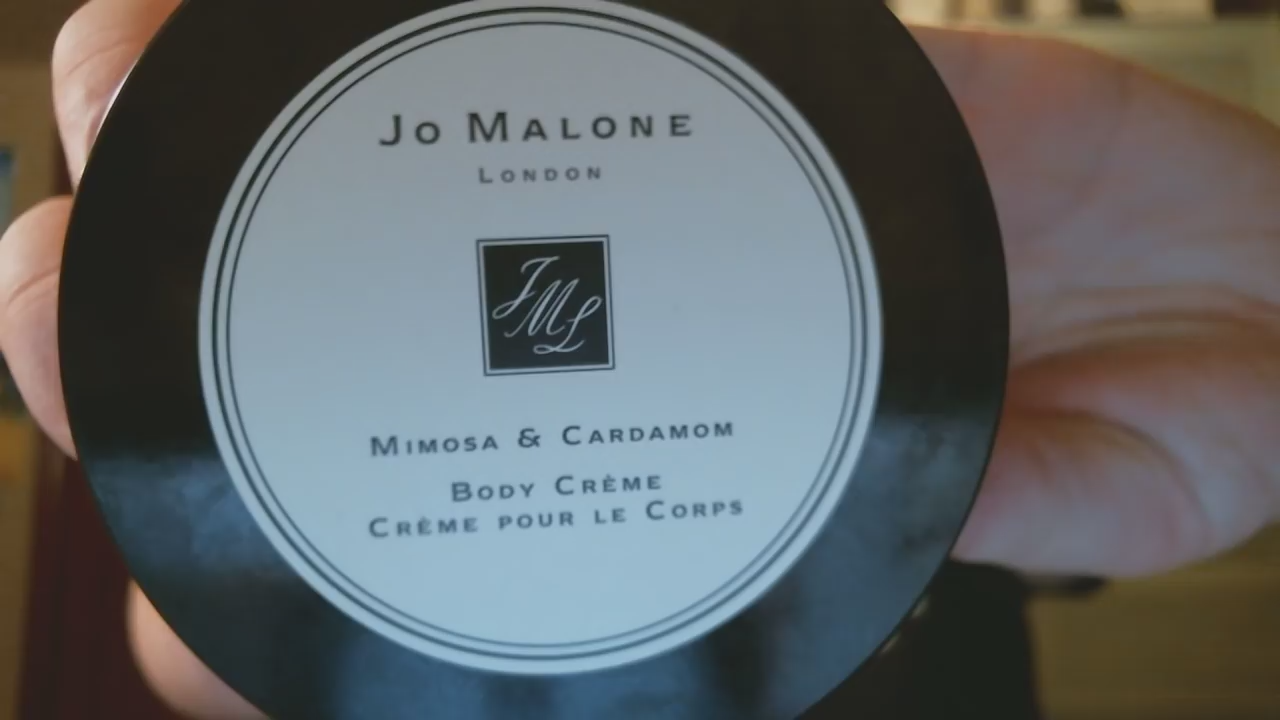 Jo Malone
London
JML
Mimosa & Cardamom
Body Crème
Crème pour le Corps